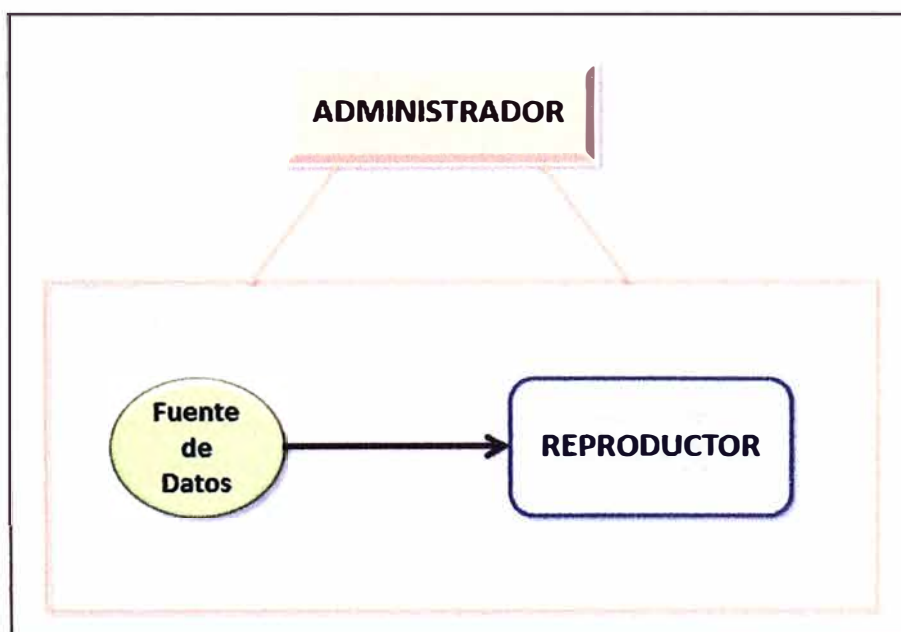 ADMINISTRADOR
Fuente
de
Datos
REPRODUCTOR